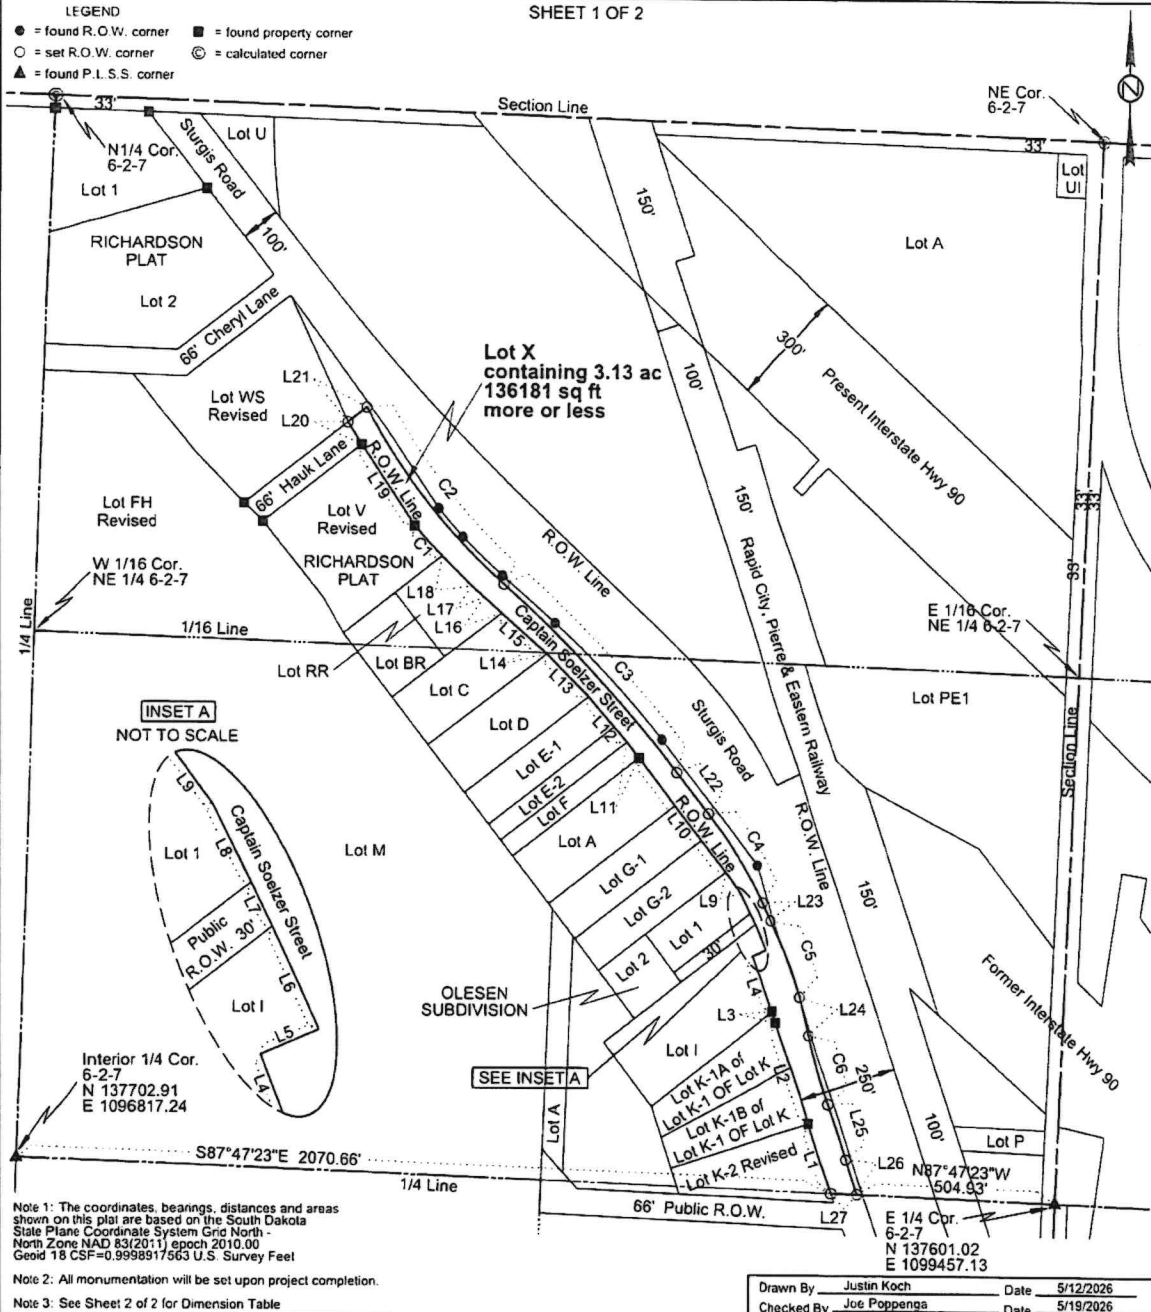 LEGEND
= found R.O.W. corner
= found property corner
= set R.O.W. corner
© = calculated corner
= found P.L.S.S. corner
SHEET 1 OF 2
N
33'
Section Line
NE Cor.
6-2-7
33'
N1/4 Cor.
6-2-7
Sturgis Road
Lot U
Lot 1
Lot
UI
150'
100'
RICHARDSON
PLAT
Lot A
Lot 2
66' Cheryl Lane
300'
Lot X
containing 3.13 ac
136181 sq ft
more or less
100'
Present Interstate Hwy 90
L21
Lot WS
Revised
L20
R.O.W. Line
66' Hauk Lane
L19
C2
150'
33'
33'
Lot FH
Revised
Lot V
Revised
C1
R.O.W. Line
RICHARDSON
PLAT
W 1/16 Cor.
NE 1/4 6-2-7
33'
L18
L17
L16
Captain Soelzer Street
L15
Rapid City, Pierre & Eastern Railway
E 1/16 Cor.
NE 1/4 6-2-7
1/4 Line
1/16 Line
Lot RR
Lot BR
L14
L13
C3
Lot C
Lot PE1
INSET A
NOT TO SCALE
Lot D
L12
Sturgis Road
Section Line
L9
Lot E-1
Lot E-2
Lot F
L11
L22
Captain Soelzer Street
R.O.W. Line
L10
R.O.W. Line
Lot 1
L8
Lot M
Lot A
C4
Lot G-1
150'
L7
Public
R.O.W. 30'
Lot G-2
L9
L23
Lot 1
30'
Lot 2
C5
L6
Lot I
L5
L4
OLESEN
SUBDIVISION
L4
L3
L24
Former Interstate Hwy 90
Lot I
SEE INSET A
C6
250'
Interior 1/4 Cor.
6-2-7
N 137702.91
E 1096817.24
Lot K-1A of
Lot K-1 OF Lot K
L2
Lot K-1B of
Lot K-1 OF Lot K
L25
100'
Lot A
Lot K-2 Revised
L1
L26
Lot P
S87°47'23"E 2070.66'
N87°47'23"W
504.93'
1/4 Line
66' Public R.O.W.
L27
E 1/4 Cor.
6-2-7
N 137601.02
E 1099457.13
Note 1: The coordinates, bearings, distances and areas
shown on this plat are based on the South Dakota
State Plane Coordinate System Grid North -
North Zone NAD 83(2011) epoch 2010.00
Geoid 18 CSF=0.9998917563 U.S. Survey Feet
Note 2: All monumentation will be set upon project completion.
Note 3: See Sheet 2 of 2 for Dimension Table
Drawn By Justin Koch Date 5/12/2026
Checked By Joe Poppenga Date 5/19/2026